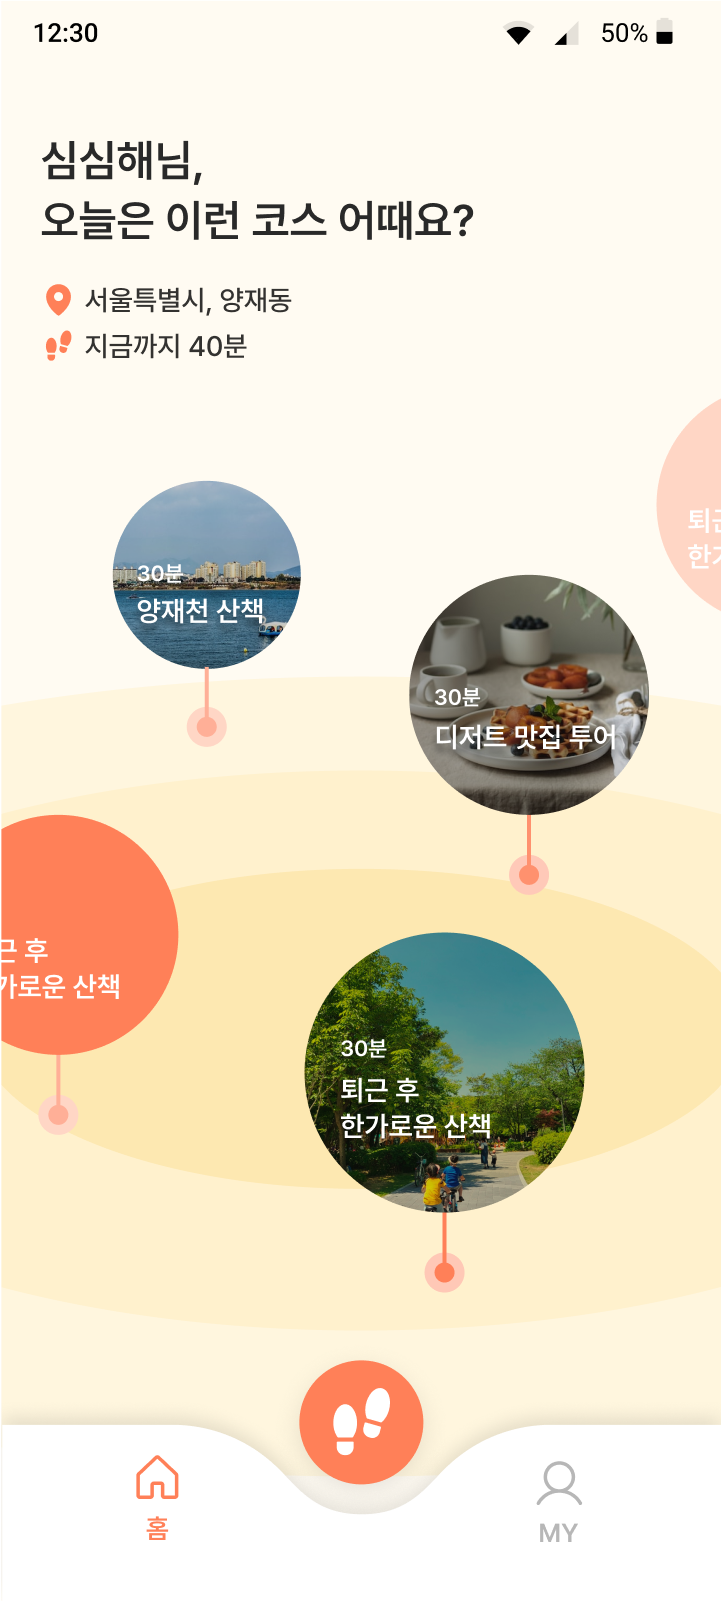 12:30
50%
심심해님,
오늘은 이런 코스 어때요?
서울특별시, 양재동
지금까지 40분
퇴근
한가
30분
양재천 산책
30분
디저트 맛집 투어
근 후
가로운 산책
30분
퇴근 후
한가로운 산책
홈
MY